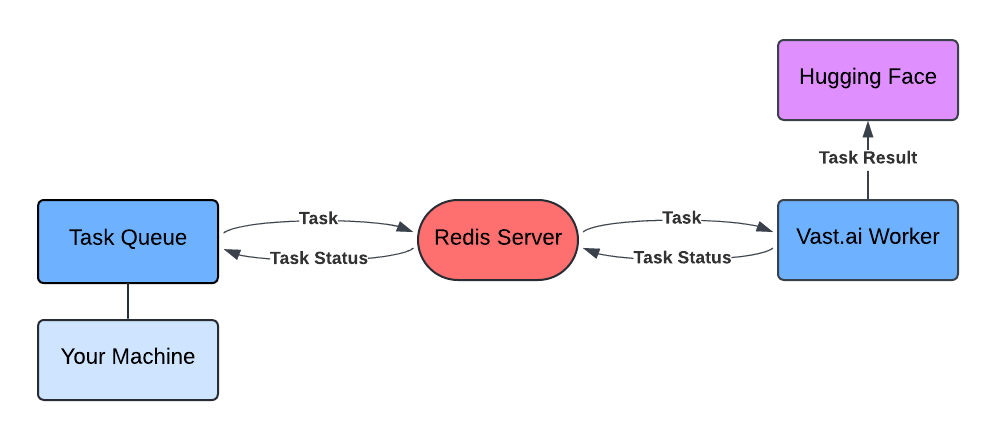 Hugging Face
Task Result
Task Queue
Task
Task Status
Redis Server
Task
Task Status
Vast.ai Worker
Your Machine